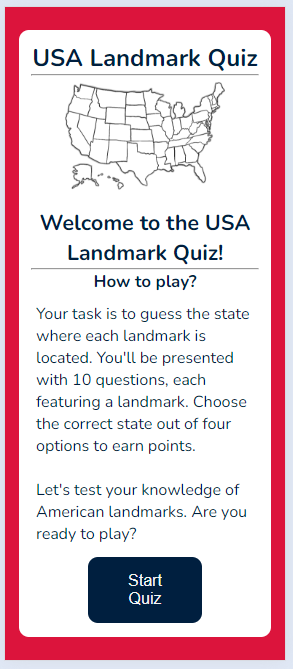 USA Landmark Quiz
Welcome to the USA
Landmark Quiz!
How to play?
Your task is to guess the state
where each landmark is
located. You'll be presented
with 10 questions, each
featuring a landmark. Choose
the correct state out of four
options to earn points.
Let's test your knowledge of
American landmarks. Are you
ready to play?
Start
Quiz